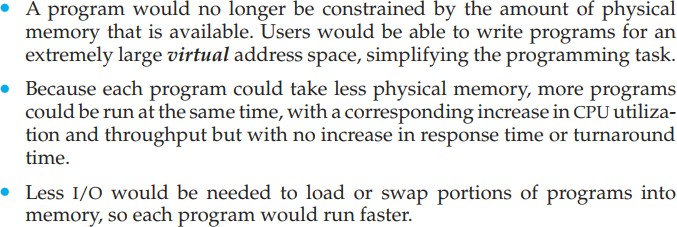 • A program would no longer be constrained by the amount of physical
memory that is available. Users would be able to write programs for an
extremely large virtual address space, simplifying the programming task.
• Because each program could take less physical memory, more programs
could be run at the same time, with a corresponding increase in CPU utiliza-
tion and throughput but with no increase in response time or turnaround
time.
• Less I/O would be needed to load or swap portions of programs into
memory, so each program would run faster.